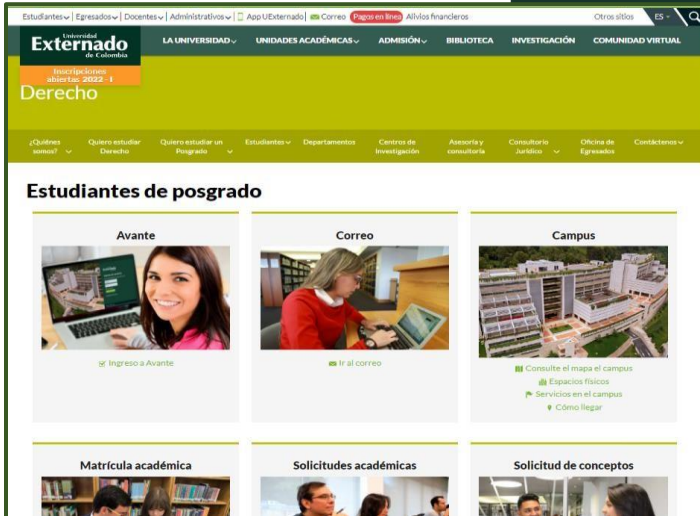 Estudiantes | Egresados | Docentes | Administrativos | App UExternado | Correo Pagos en línea Alivios financieros Otros sitios ES
Universidad
Externado
de Colombia
LA UNIVERSIDAD UNIDADES ACADÉMICAS ADMISIÓN BIBLIOTECA INVESTIGACIÓN COMUNIDAD VIRTUAL
Inscripciones
abiertas 2022 - I
Derecho
¿Quiénes somos?
Quiero estudiar Derecho
Quiero estudiar un Posgrado
Estudiantes
Departamentos
Centros de Investigación
Asesoría y consultoría
Consultorio Jurídico
Oficina de Egresados
Contáctenos
Estudiantes de posgrado
Avante
Ingreso a Avante
Correo
Ir al correo
Campus
Consulte el mapa el campus
Espacios físicos
Servicios en el campus
Cómo llegar
Matrícula académica
Solicitudes académicas
Solicitud de conceptos